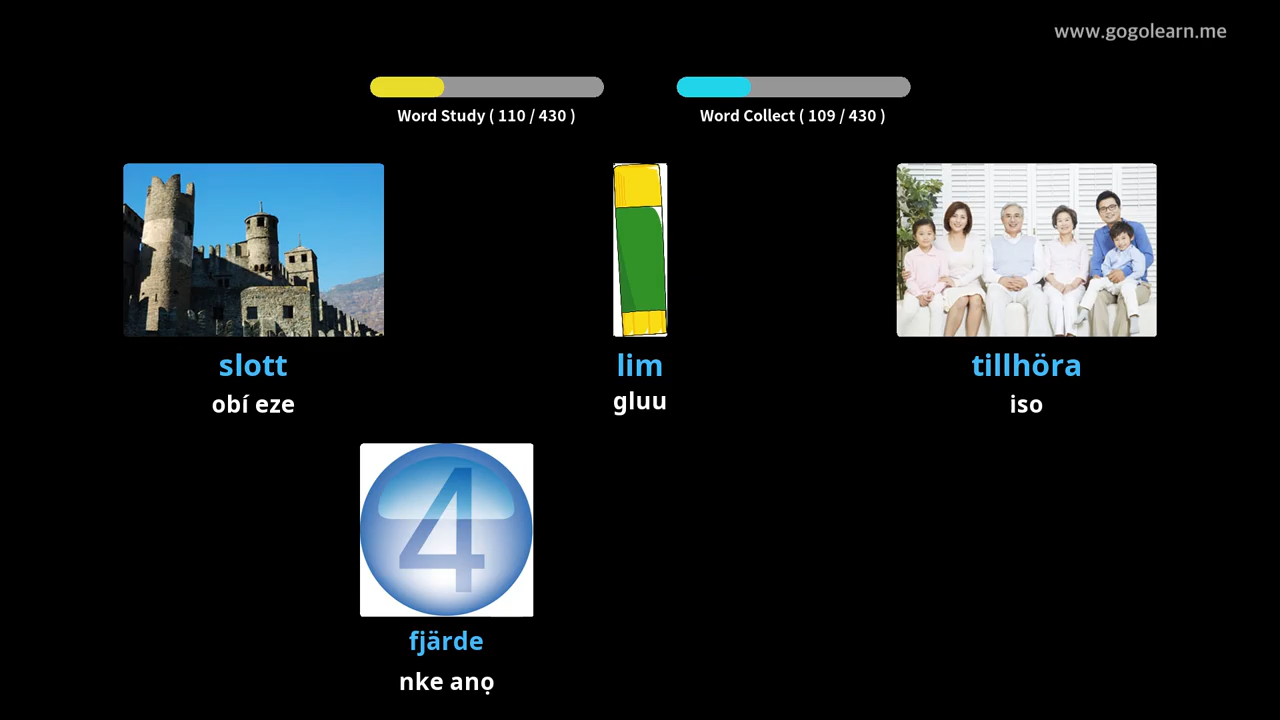 www.gogolearn.me
Word Study ( 110 / 430 )
Word Collect ( 109 / 430 )
slott
obí eze
lim
gluu
tillhöra
iso
4
fjärde
nke anọ